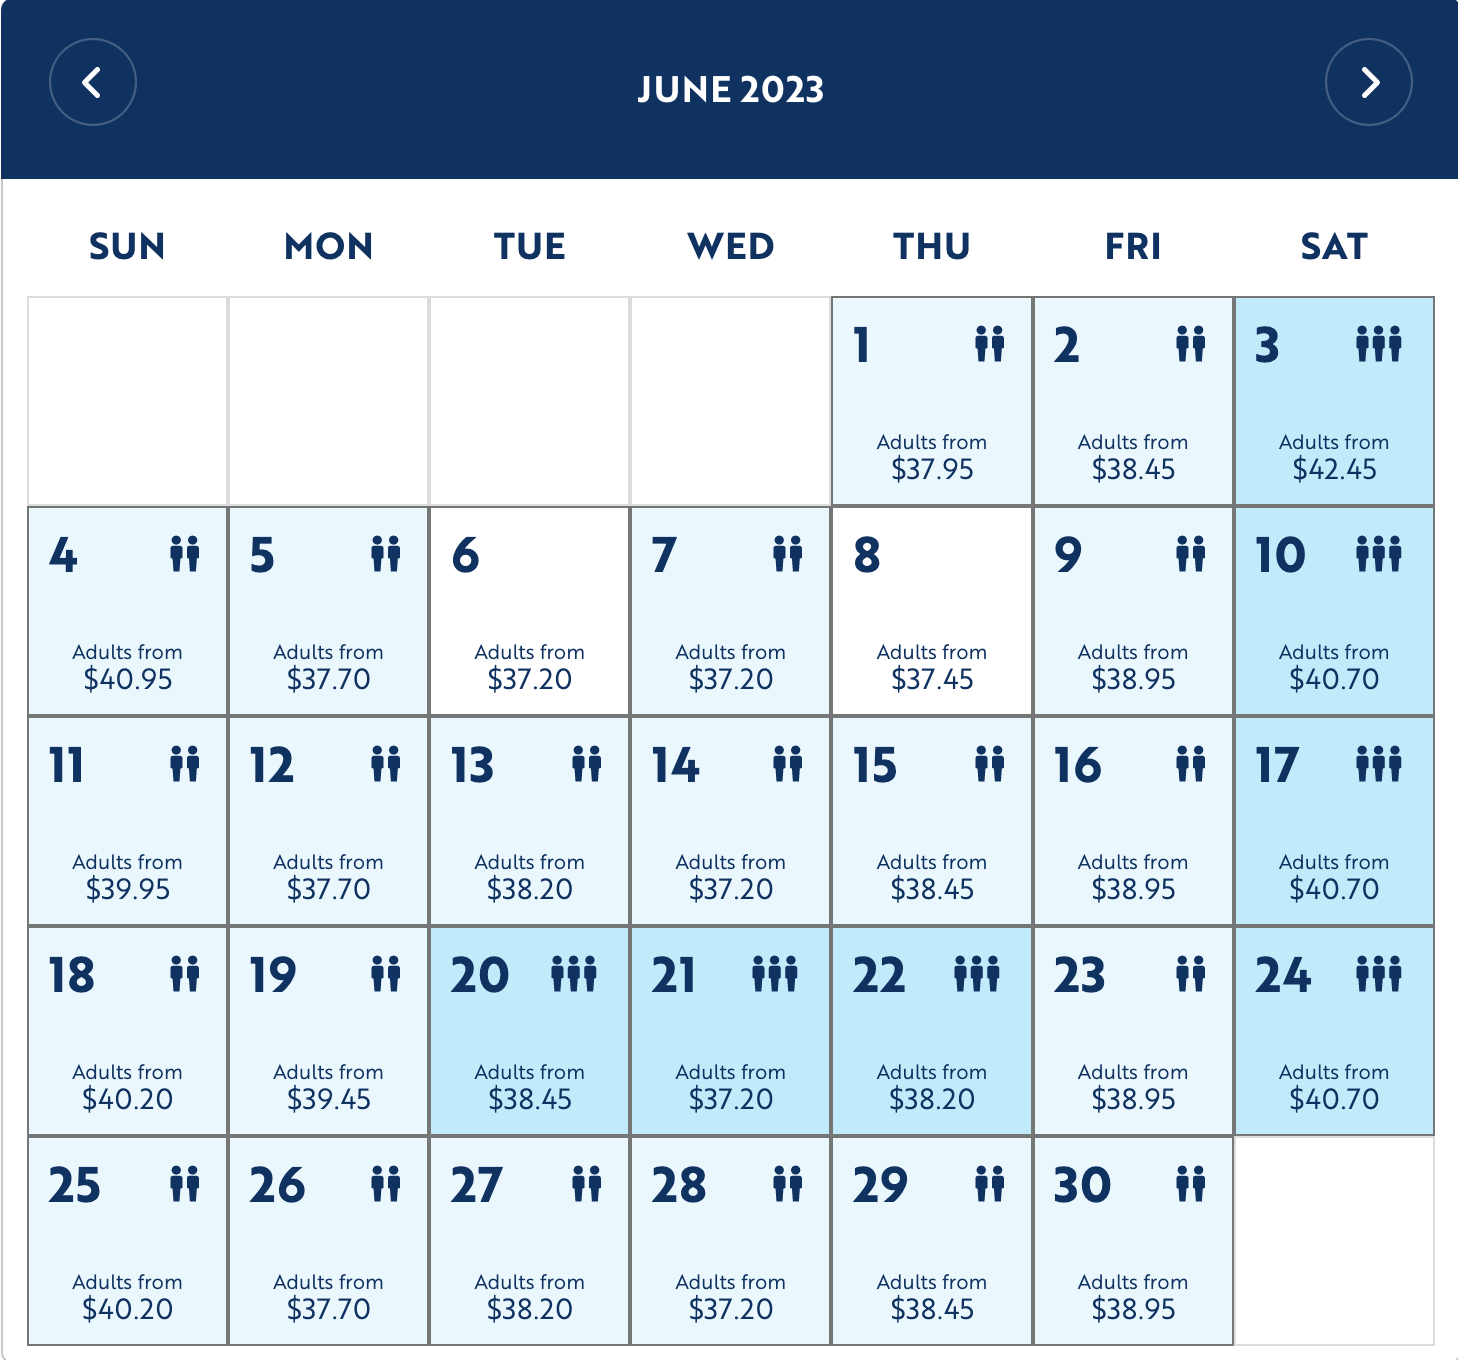 JUNE 2023
SUN MON TUE WED THU FRI SAT
1 2 3
Adults from Adults from Adults from
$37.95 $38.45 $42.45
4 5 6 7 8 9 10
Adults from Adults from Adults from Adults from Adults from Adults from Adults from
$40.95 $37.70 $37.20 $37.20 $37.45 $38.95 $40.70
11 12 13 14 15 16 17
Adults from Adults from Adults from Adults from Adults from Adults from Adults from
$39.95 $37.70 $38.20 $37.20 $38.45 $38.95 $40.70
18 19 20 21 22 23 24
Adults from Adults from Adults from Adults from Adults from Adults from Adults from
$40.20 $39.45 $38.45 $37.20 $38.20 $38.95 $40.70
25 26 27 28 29 30
Adults from Adults from Adults from Adults from Adults from Adults from
$40.20 $37.70 $38.20 $37.20 $38.45 $38.95